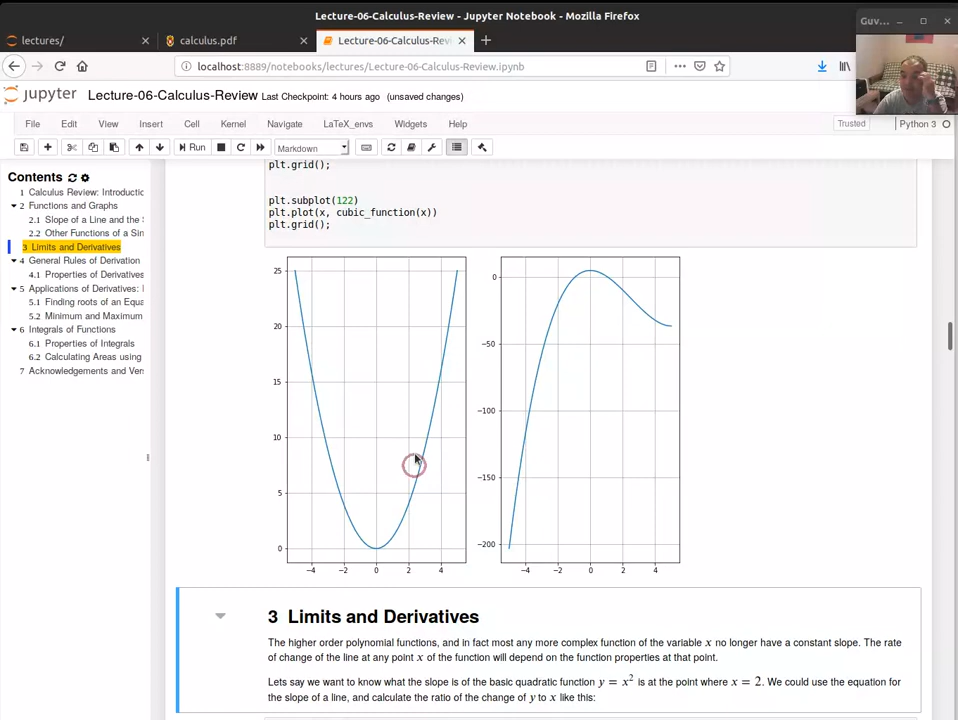 Lecture-06-Calculus-Review - Jupyter Notebook - Mozilla Firefox
Guv...
lectures/
calculus.pdf
Lecture-06-Calculus-Rev
localhost:8889/notebooks/lectures/Lecture-06-Calculus-Review.ipynb
jupyter Lecture-06-Calculus-Review Last Checkpoint: 4 hours ago (unsaved changes)
File Edit View Insert Cell Kernel Navigate LaTeX_envs Widgets Help
Trusted Python 3
Run Markdown
Contents
1 Calculus Review: Introductic
2 Functions and Graphs
2.1 Slope of a Line and the
2.2 Other Functions of a Sin
3 Limits and Derivatives
4 General Rules of Derivation
4.1 Properties of Derivatives
5 Applications of Derivatives:
5.1 Finding roots of an Equa
5.2 Minimum and Maximum
6 Integrals of Functions
6.1 Properties of Integrals
6.2 Calculating Areas using
7 Acknowledgements and Ver
plt.grid();
plt.subplot(122)
plt.plot(x, cubic_function(x))
plt.grid();
25
20
15
10
5
0
−4 −2 0 2 4
0
−50
−100
−150
−200
−4 −2 0 2 4
3 Limits and Derivatives
The higher order polynomial functions, and in fact most any more complex function of the variable x no longer have a constant slope. The rate
of change of the line at any point x of the function will depend on the function properties at that point.
Lets say we want to know what the slope is of the basic quadratic function y = x² is at the point where x = 2. We could use the equation for
the slope of a line, and calculate the ratio of the change of y to x like this: